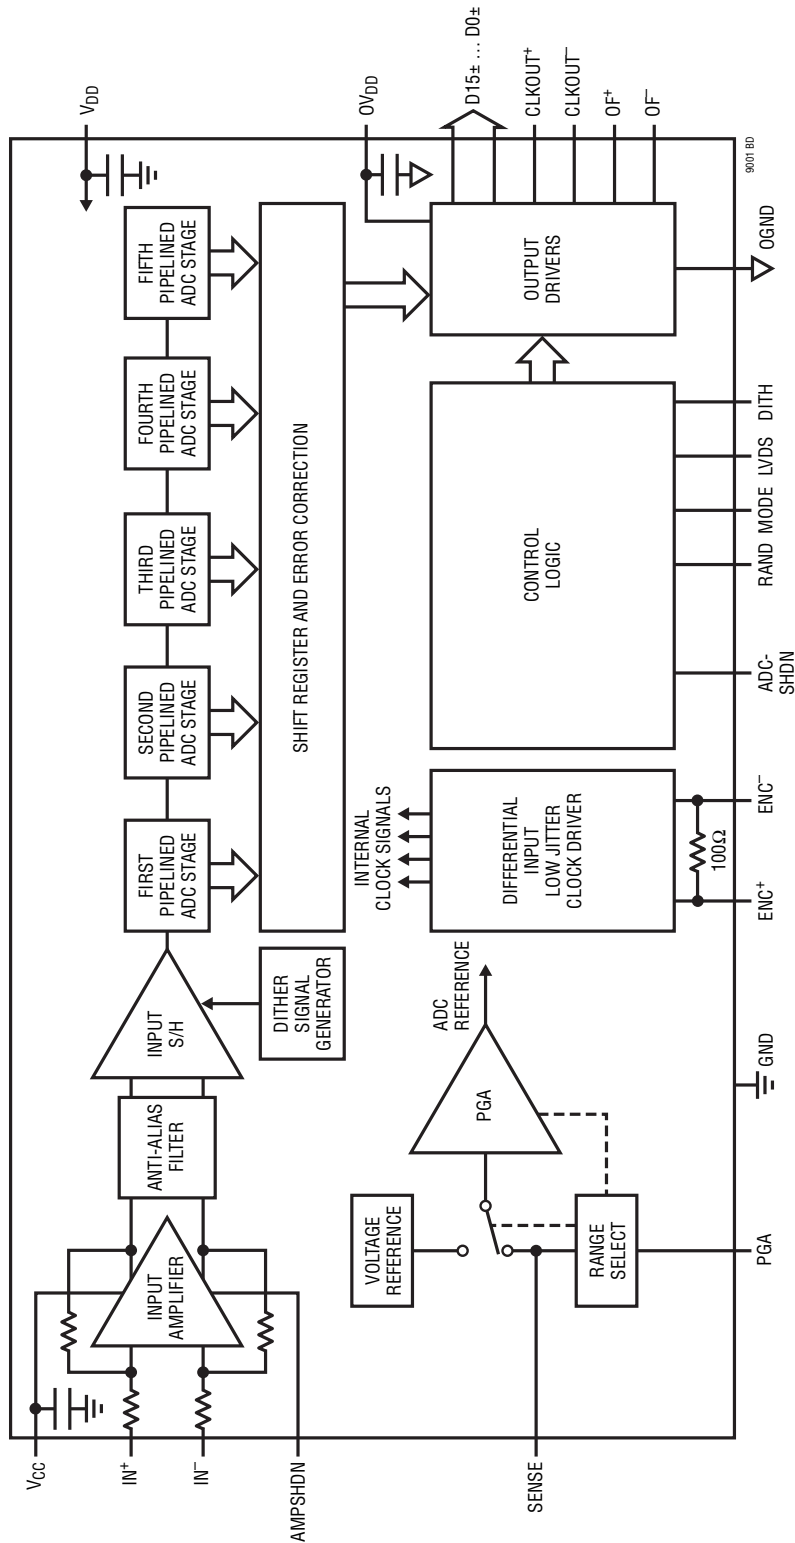 VCC
IN+
IN−
AMPSHDN
INPUT
AMPLIFIER
ANTI-ALIAS
FILTER
INPUT
S/H
DITHER
SIGNAL
GENERATOR
FIRST
PIPELINED
ADC STAGE
SECOND
PIPELINED
ADC STAGE
THIRD
PIPELINED
ADC STAGE
FOURTH
PIPELINED
ADC STAGE
FIFTH
PIPELINED
ADC STAGE
VDD
SHIFT REGISTER AND ERROR CORRECTION
SENSE
VOLTAGE
REFERENCE
RANGE
SELECT
PGA
ADC
REFERENCE
INTERNAL
CLOCK SIGNALS
DIFFERENTIAL
INPUT
LOW JITTER
CLOCK DRIVER
100Ω
CONTROL
LOGIC
OUTPUT
DRIVERS
OVDD
D15± ... D0±
CLKOUT+
CLKOUT−
OF+
OF−
9001 BD
PGA
GND
ENC+
ENC−
ADC-
SHDN
RAND
MODE
LVDS
DITH
OGND